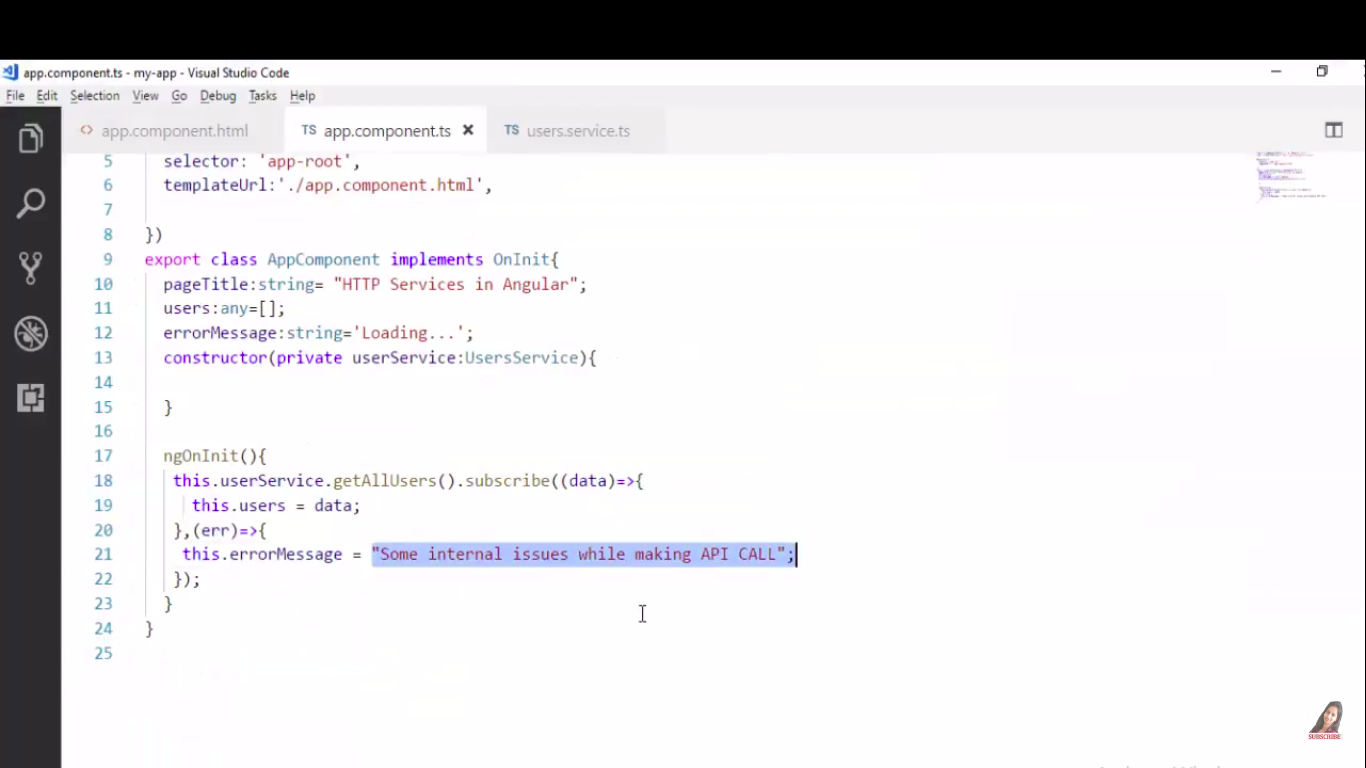 app.component.ts - my-app - Visual Studio Code
File Edit Selection View Go Debug Tasks Help
<> app.component.html TS app.component.ts × TS users.service.ts
5 selector: 'app-root',
6 templateUrl:'./app.component.html',
7
8 })
9 export class AppComponent implements OnInit{
10 pageTitle:string= "HTTP Services in Angular";
11 users:any=[];
12 errorMessage:string='Loading...';
13 constructor(private userService:UsersService){
14
15 }
16
17 ngOnInit(){
18 this.userService.getAllUsers().subscribe((data)=>{
19 this.users = data;
20 },(err)=>{
21 this.errorMessage = "Some internal issues while making API CALL";
22 });
23 }
24 }
25
SUBSCRIBE